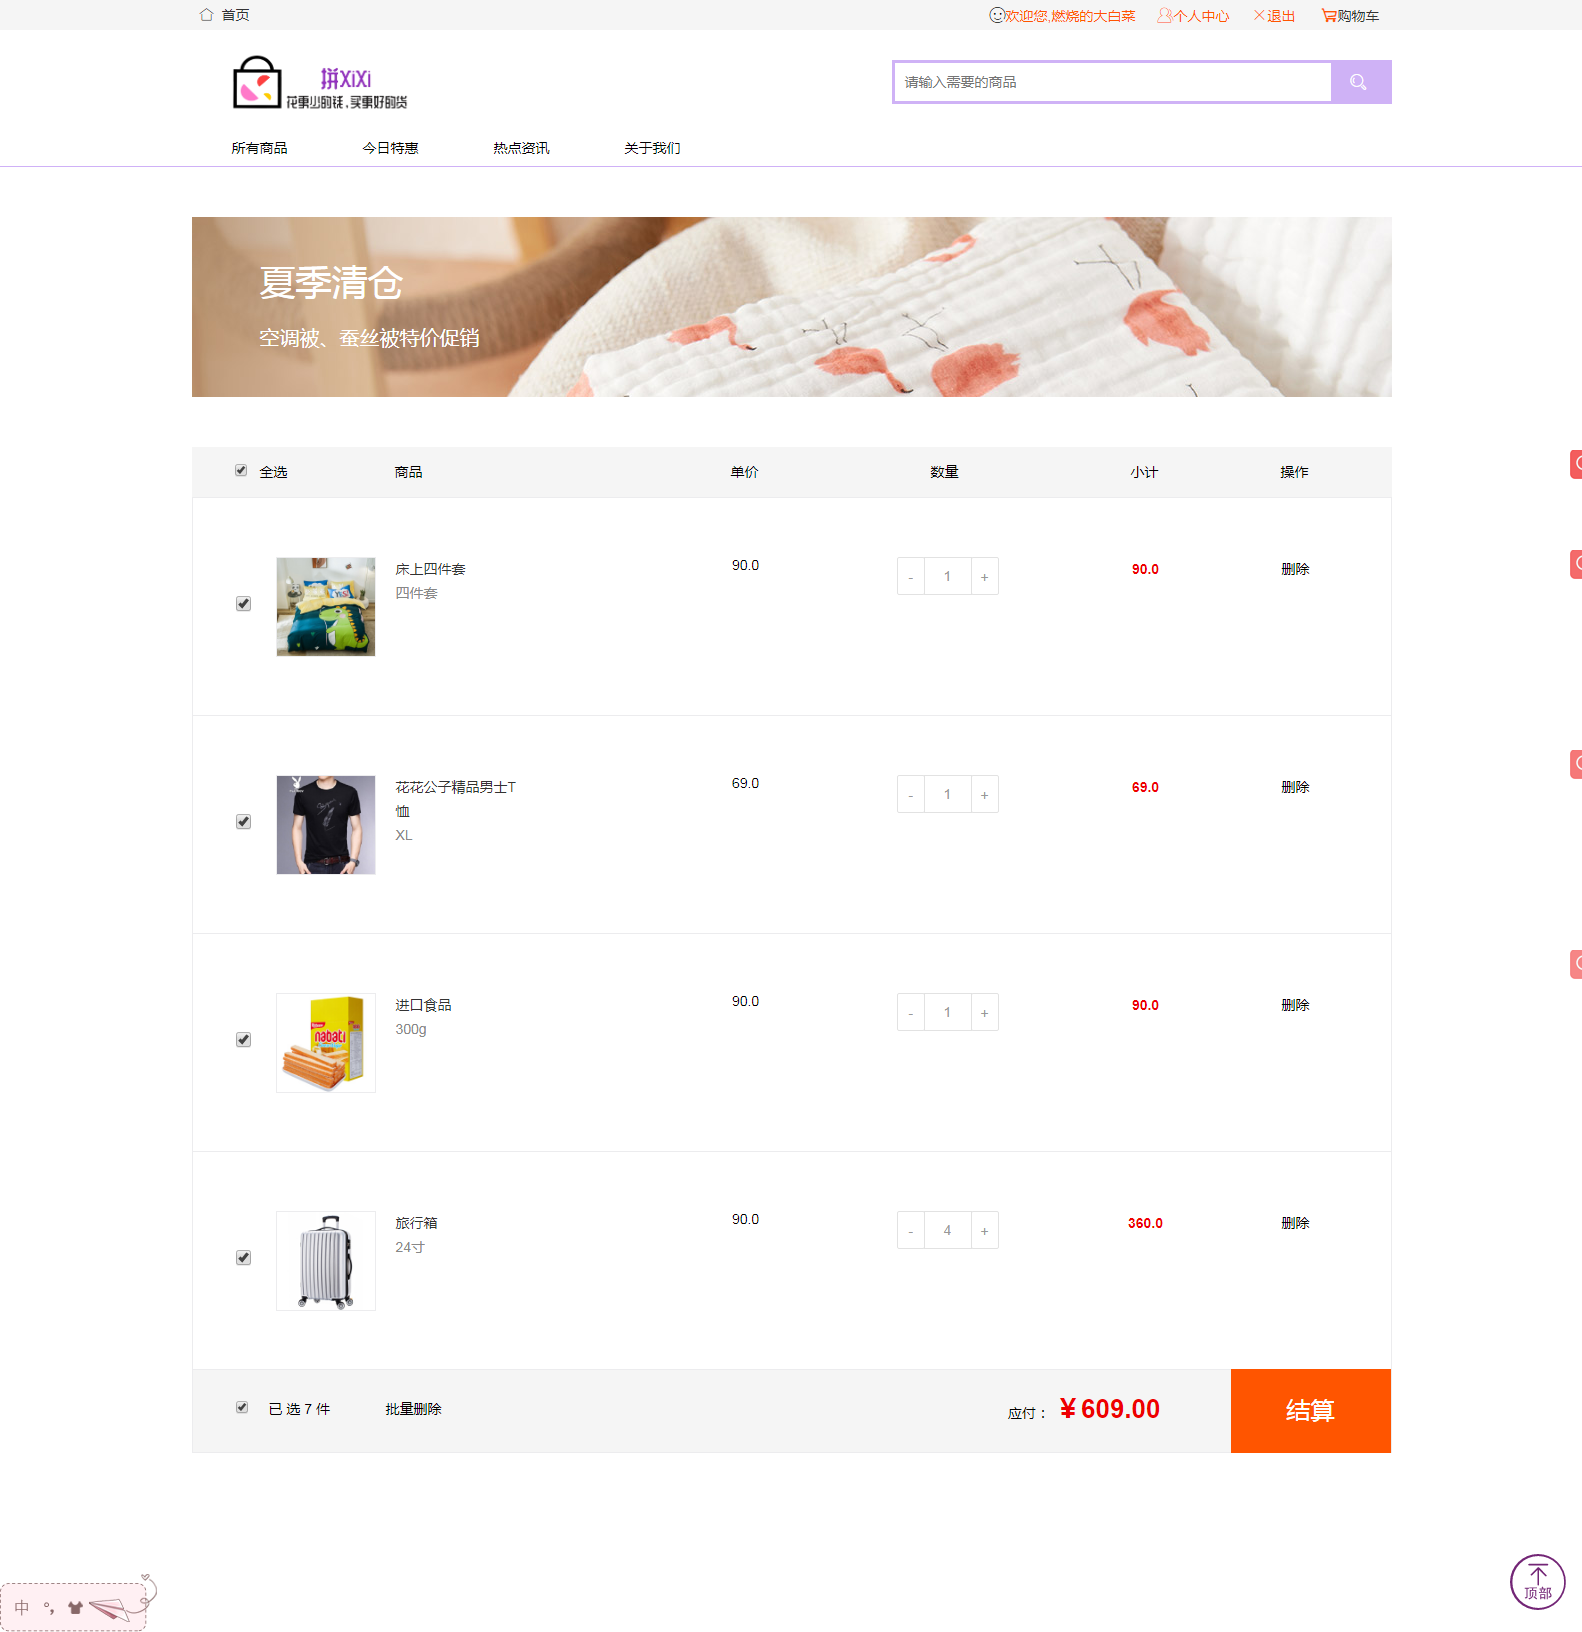 首页
欢迎您,燃烧的大白菜
个人中心
退出
购物车
拼XiXi
花更少的钱,买更好的货
请输入需要的商品
所有商品
今日特惠
热点资讯
关于我们
夏季清仓
空调被、蚕丝被特价促销
全选 商品 单价 数量 小计 操作
床上四件套
四件套
90.0 - 1 + 90.0 删除
花花公子精品男士T
恤
XL
69.0 - 1 + 69.0 删除
nabati
进口食品
300g
90.0 - 1 + 90.0 删除
旅行箱
24寸
90.0 - 4 + 360.0 删除
已选 7 件 批量删除 应付： ¥ 609.00 结算
顶部
中 °,